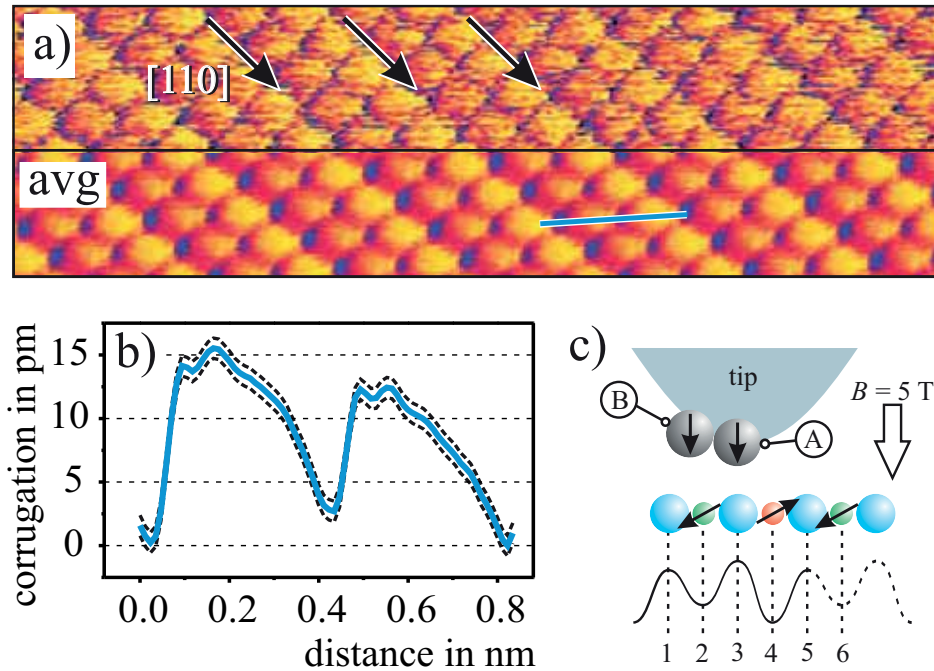 a)
[110]
avg
b)
15
10
5
0
corrugation in pm
0.0 0.2 0.4 0.6 0.8
distance in nm
c)
tip
B = 5 T
B
A
1 2 3 4 5 6